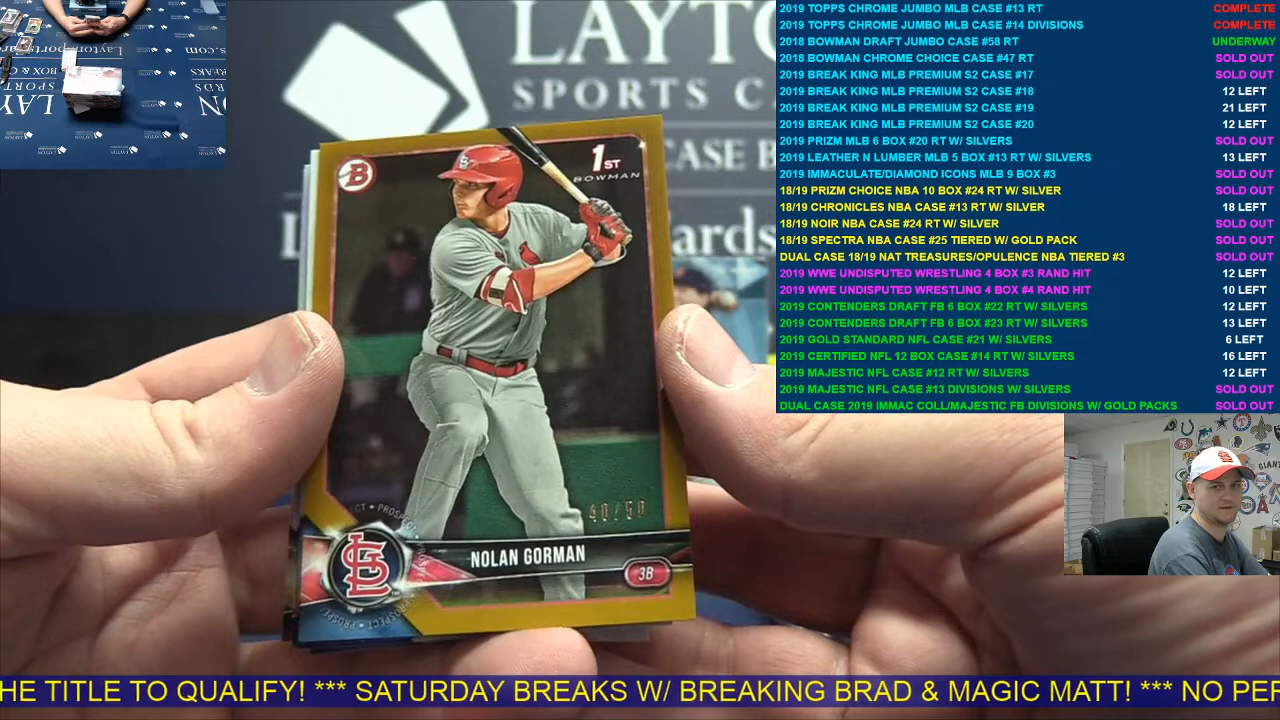 LAYTON
SPORTS CA
CASE B
1ST
BOWMAN
B
40/50
NOLAN GORMAN
3B
PROSPECT
2019 TOPPS CHROME JUMBO MLB CASE #13 RT COMPLETE
2019 TOPPS CHROME JUMBO MLB CASE #14 DIVISIONS COMPLETE
2018 BOWMAN DRAFT JUMBO CASE #58 RT UNDERWAY
2018 BOWMAN CHROME CHOICE CASE #47 RT SOLD OUT
2019 BREAK KING MLB PREMIUM S2 CASE #17 SOLD OUT
2019 BREAK KING MLB PREMIUM S2 CASE #18 12 LEFT
2019 BREAK KING MLB PREMIUM S2 CASE #19 21 LEFT
2019 BREAK KING MLB PREMIUM S2 CASE #20 12 LEFT
2019 PRIZM MLB 6 BOX #20 RT W/ SILVERS SOLD OUT
2019 LEATHER N LUMBER MLB 5 BOX #13 RT W/ SILVERS 13 LEFT
2019 IMMACULATE/DIAMOND ICONS MLB 9 BOX #3 SOLD OUT
18/19 PRIZM CHOICE NBA 10 BOX #24 RT W/ SILVER SOLD OUT
18/19 CHRONICLES NBA CASE #13 RT W/ SILVER 18 LEFT
18/19 NOIR NBA CASE #24 RT W/ SILVER SOLD OUT
18/19 SPECTRA NBA CASE #25 TIERED W/ GOLD PACK SOLD OUT
DUAL CASE 18/19 NAT TREASURES/OPULENCE NBA TIERED #3 SOLD OUT
2019 WWE UNDISPUTED WRESTLING 4 BOX #3 RAND HIT 12 LEFT
2019 WWE UNDISPUTED WRESTLING 4 BOX #4 RAND HIT 10 LEFT
2019 CONTENDERS DRAFT FB 6 BOX #22 RT W/ SILVERS 12 LEFT
2019 CONTENDERS DRAFT FB 6 BOX #23 RT W/ SILVERS 13 LEFT
2019 GOLD STANDARD NFL CASE #21 W/ SILVERS 6 LEFT
2019 CERTIFIED NFL 12 BOX CASE #14 RT W/ SILVERS 16 LEFT
2019 MAJESTIC NFL CASE #12 RT W/ SILVERS 12 LEFT
2019 MAJESTIC NFL CASE #13 DIVISIONS W/ SILVERS SOLD OUT
DUAL CASE 2019 IMMAC COLL/MAJESTIC FB DIVISIONS W/ GOLD PACKS SOLD OUT
HE TITLE TO QUALIFY! *** SATURDAY BREAKS W/ BREAKING BRAD & MAGIC MATT! *** NO PER